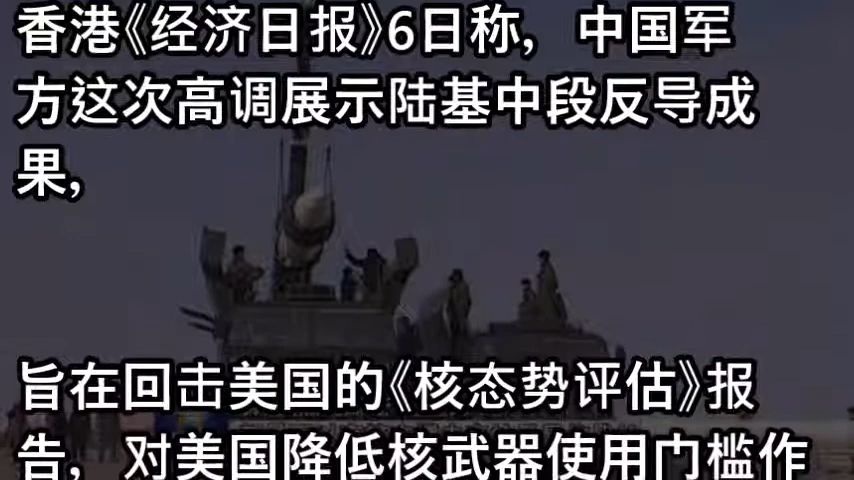 香港《经济日报》6日称，中国军
方这次高调展示陆基中段反导成
果，
旨在回击美国的《核态势评估》报
告，对美国降低核武器使用门槛作